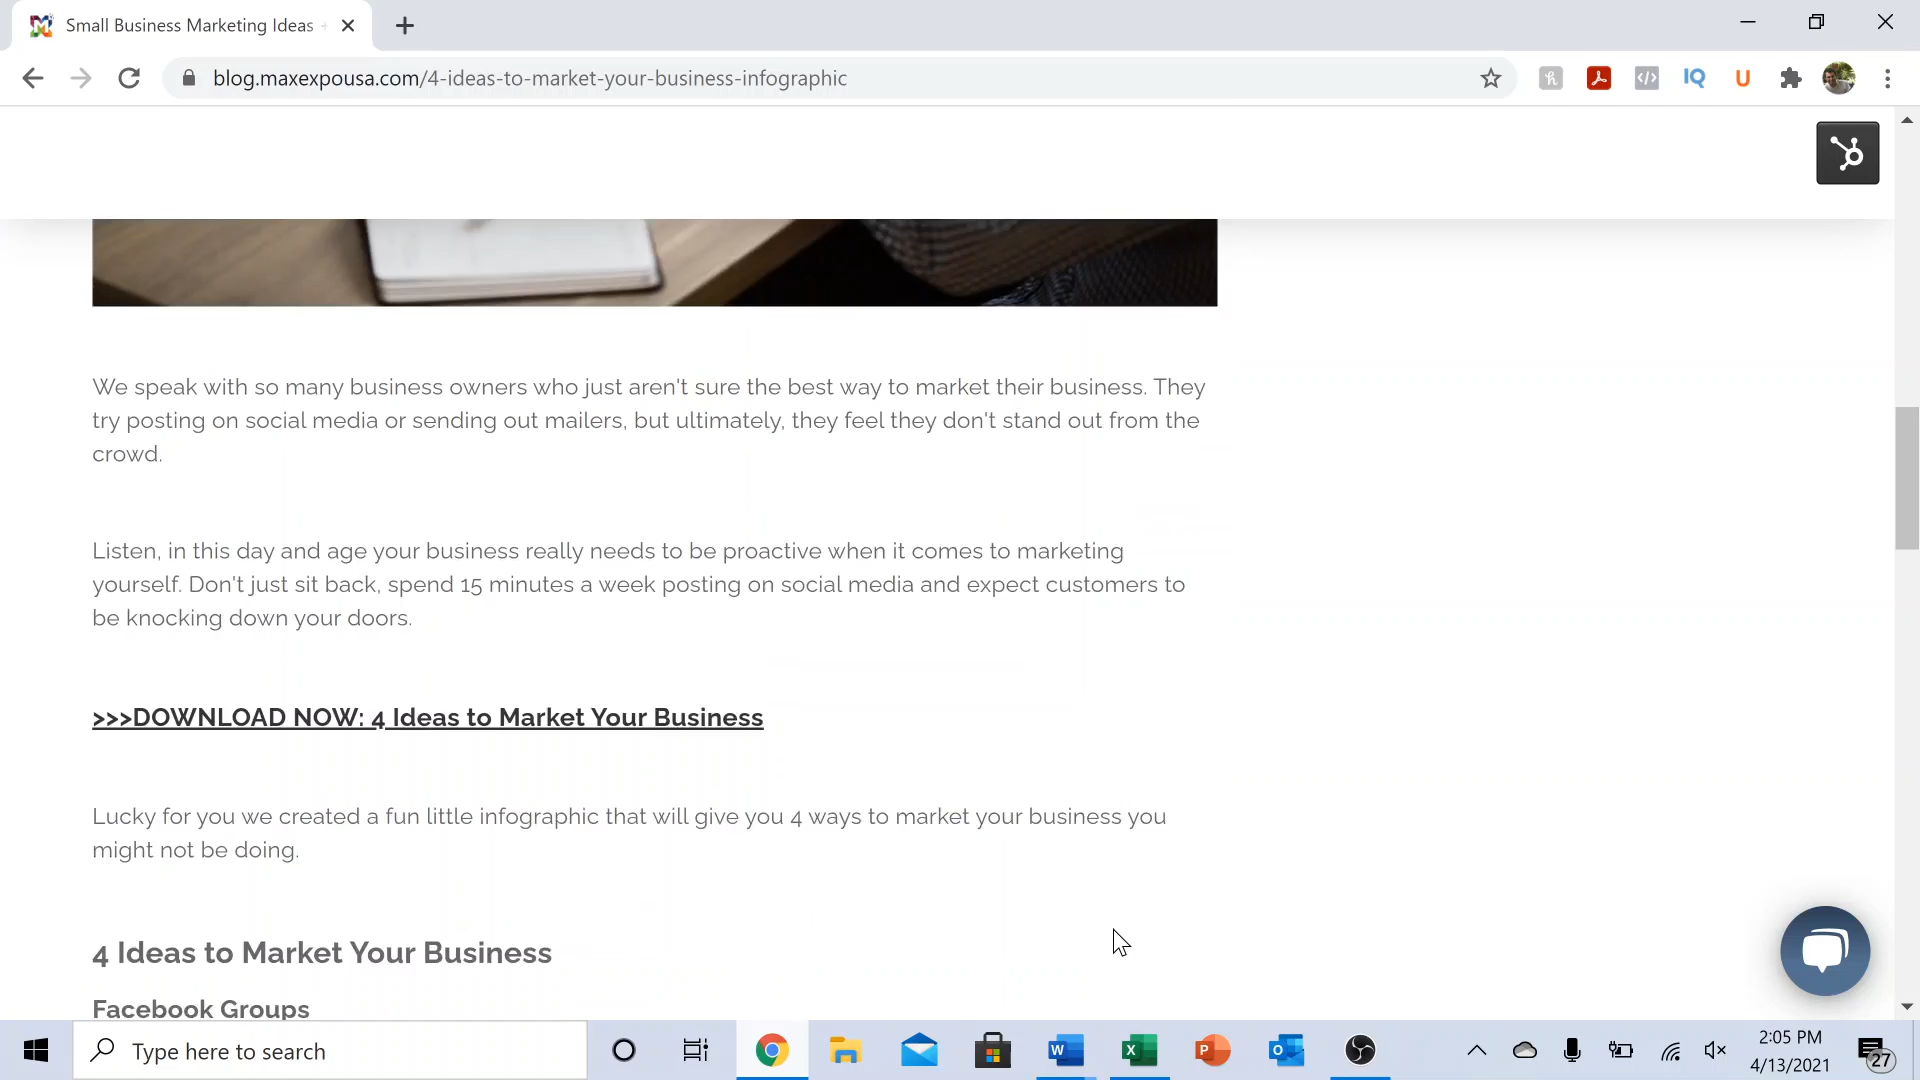 Small Business Marketing Ideas
blog.maxexpousa.com/4-ideas-to-market-your-business-infographic
IQ
U
We speak with so many business owners who just aren't sure the best way to market their business. They
try posting on social media or sending out mailers, but ultimately, they feel they don't stand out from the
crowd.
Listen, in this day and age your business really needs to be proactive when it comes to marketing
yourself. Don't just sit back, spend 15 minutes a week posting on social media and expect customers to
be knocking down your doors.
>>>DOWNLOAD NOW: 4 Ideas to Market Your Business
Lucky for you we created a fun little infographic that will give you 4 ways to market your business you
might not be doing.
4 Ideas to Market Your Business
Facebook Groups
Type here to search
2:05 PM
4/13/2021
27